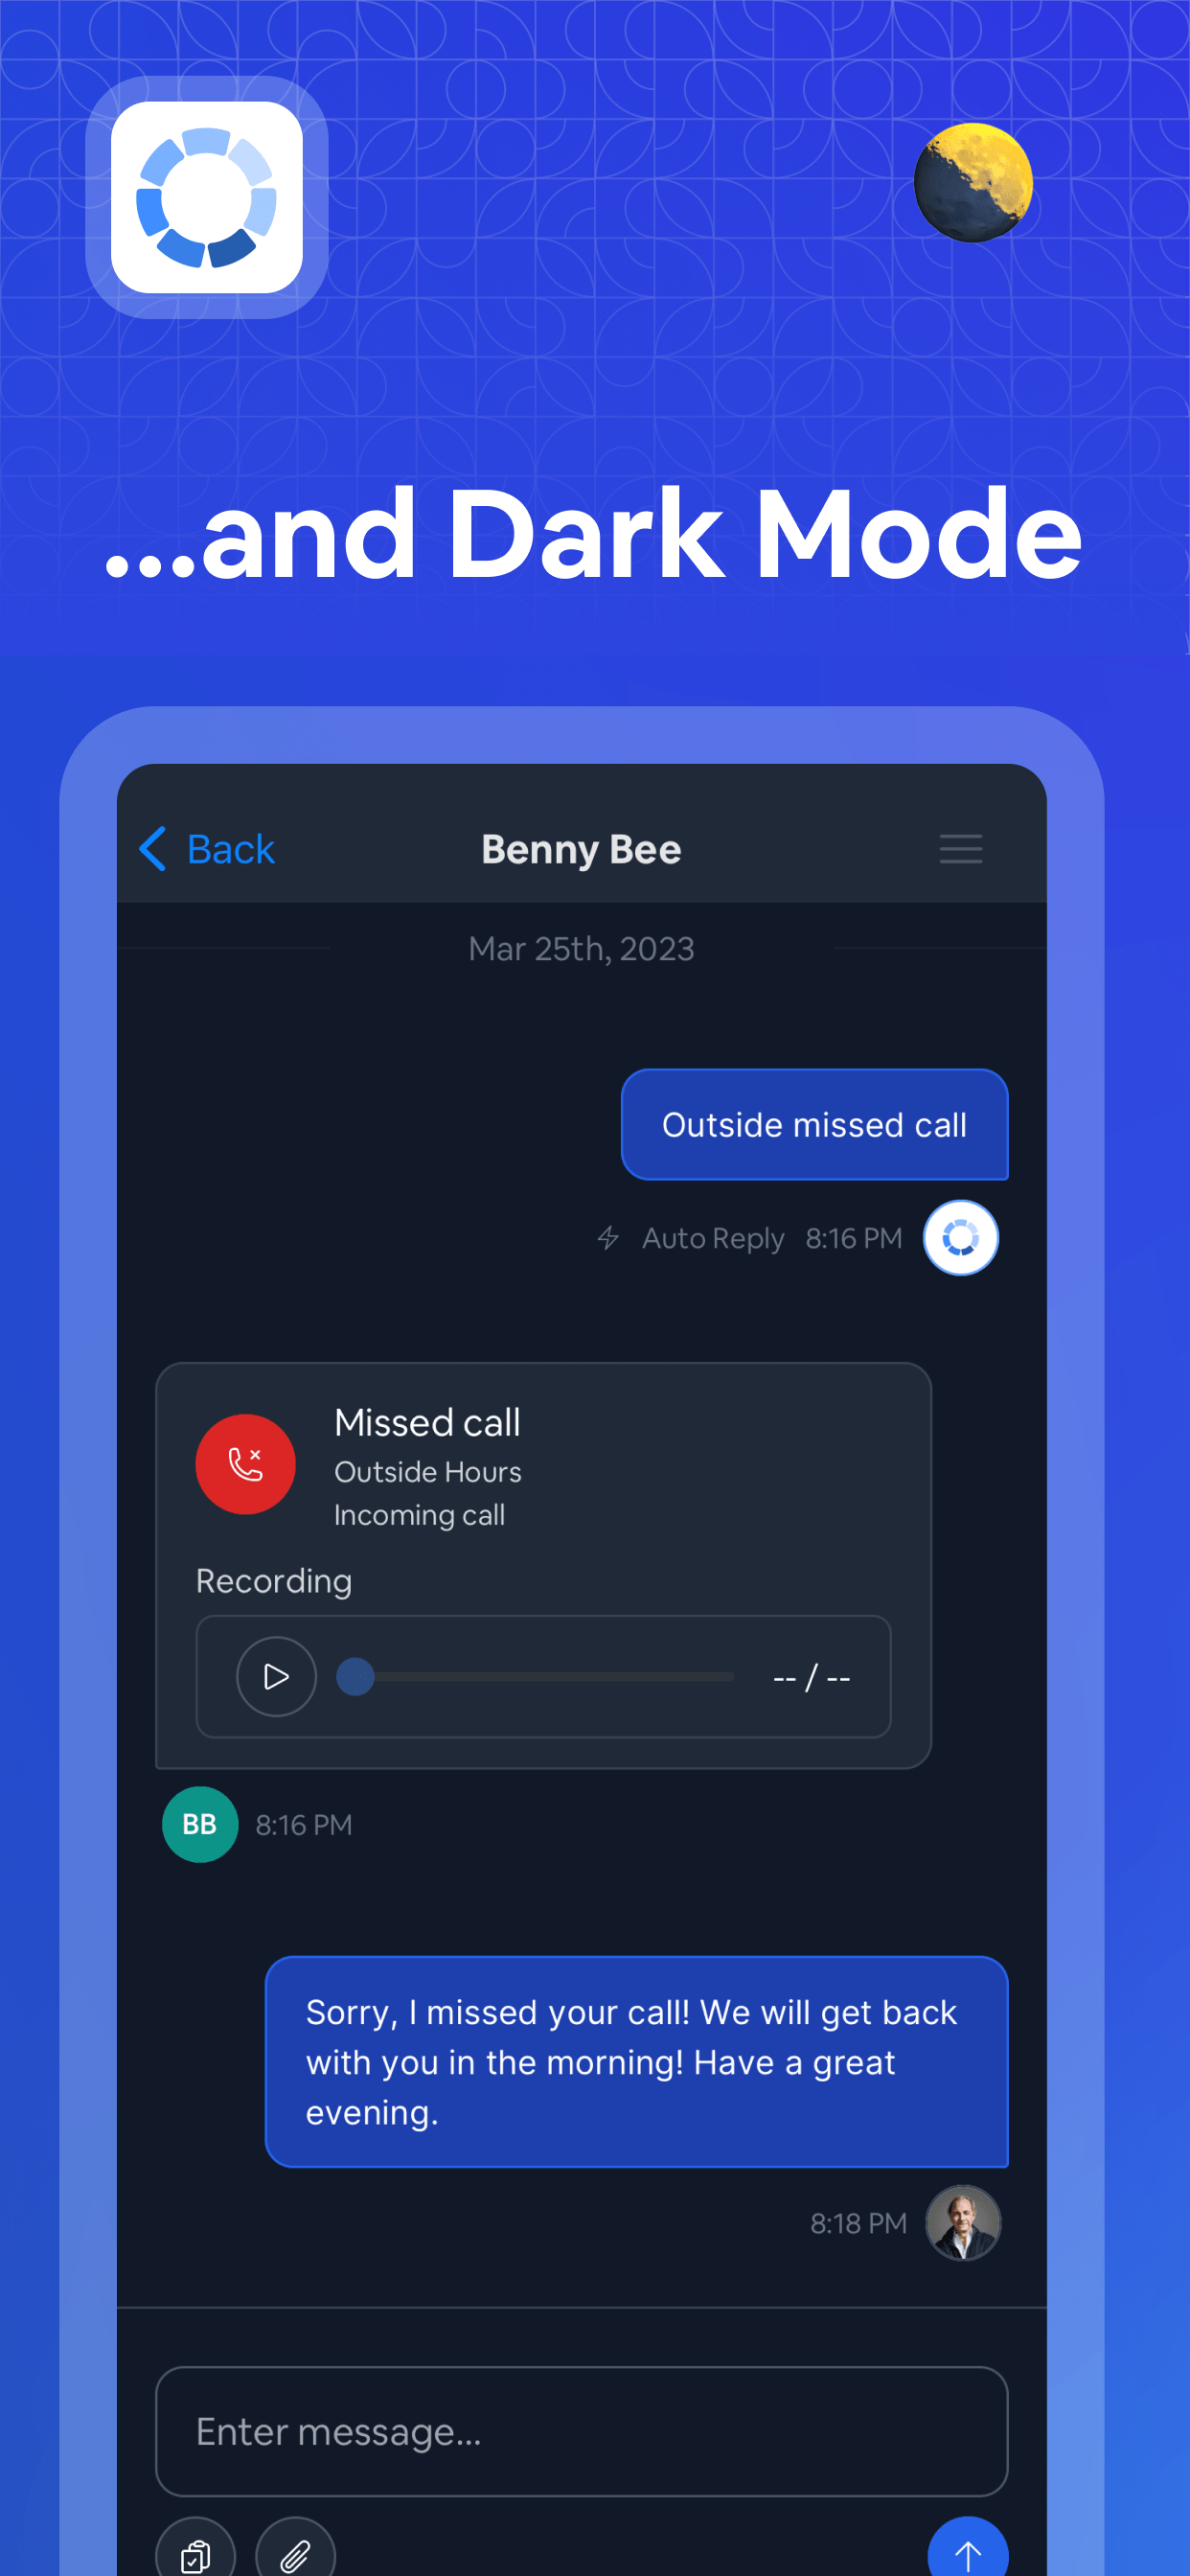 ...and Dark Mode
Back
Benny Bee
Mar 25th, 2023
Outside missed call
Auto Reply 8:16 PM
Missed call
Outside Hours
Incoming call
Recording
-- / --
BB 8:16 PM
Sorry, I missed your call! We will get back
with you in the morning! Have a great
evening.
8:18 PM
Enter message...